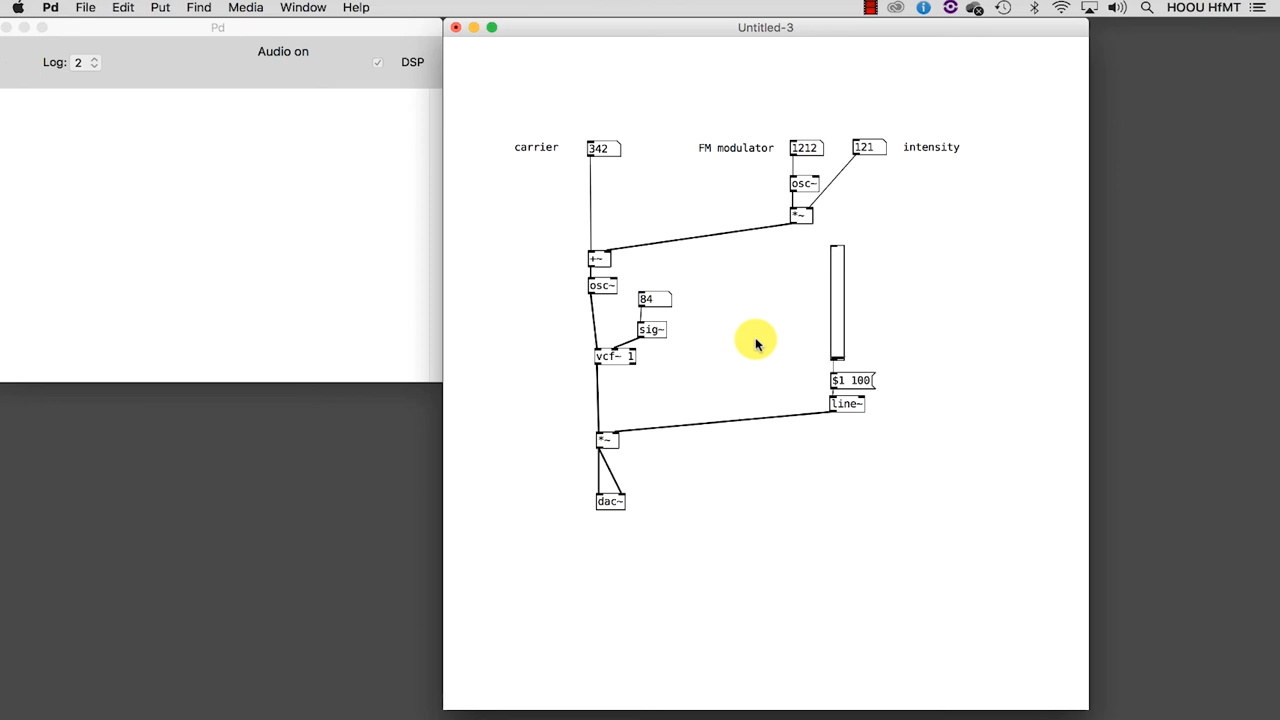 Pd File Edit Put Find Media Window Help HOOU HfMT
Pd
Audio on
Log: 2 DSP
Untitled-3
carrier 342 FM modulator 1212 121 intensity
osc~
*~
+~
osc~
84
sig~
vcf~ 1
$1 100
line~
*~
dac~